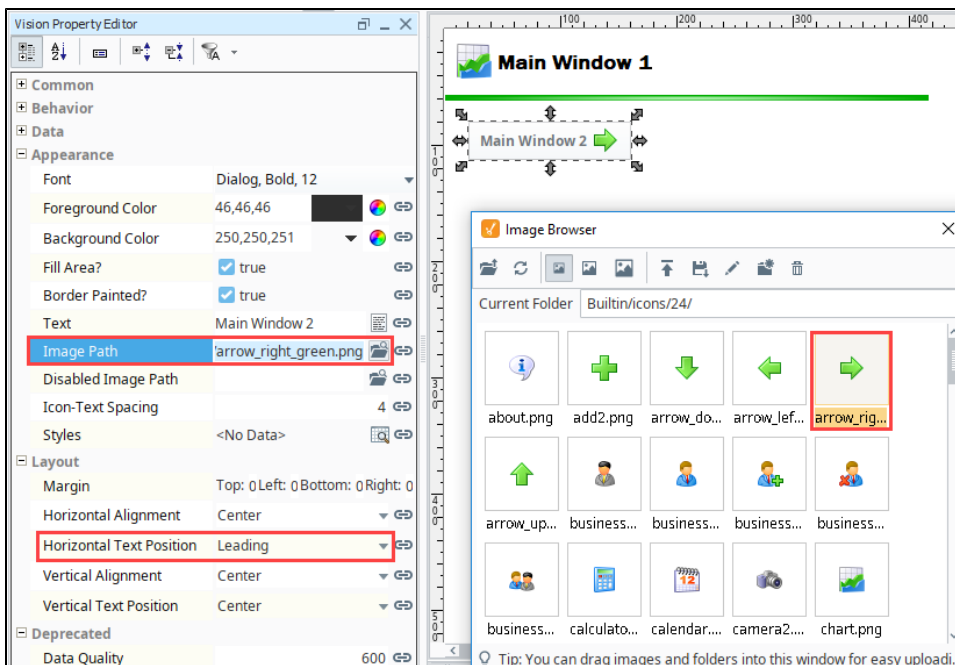 Vision Property Editor
Common
Behavior
Data
Appearance
Font Dialog, Bold, 12
Foreground Color 46,46,46
Background Color 250,250,251
Fill Area? true
Border Painted? true
Text Main Window 2
Image Path 'arrow_right_green.png
Disabled Image Path
Icon-Text Spacing 4
Styles <No Data>
Layout
Margin Top: 0 Left: 0 Bottom: 0 Right: 0
Horizontal Alignment Center
Horizontal Text Position Leading
Vertical Alignment Center
Vertical Text Position Center
Deprecated
Data Quality 600
100 200 300 400
Main Window 1
100
Main Window 2
200
300
400
500
Image Browser
Current Folder Builtin/icons/24/
about.png add2.png arrow_do... arrow_lef... arrow_rig...
arrow_up... business... business... business... business...
12
business... calculato... calendar.... camera2.... chart.png
Tip: You can drag images and folders into this window for easy uploadi.